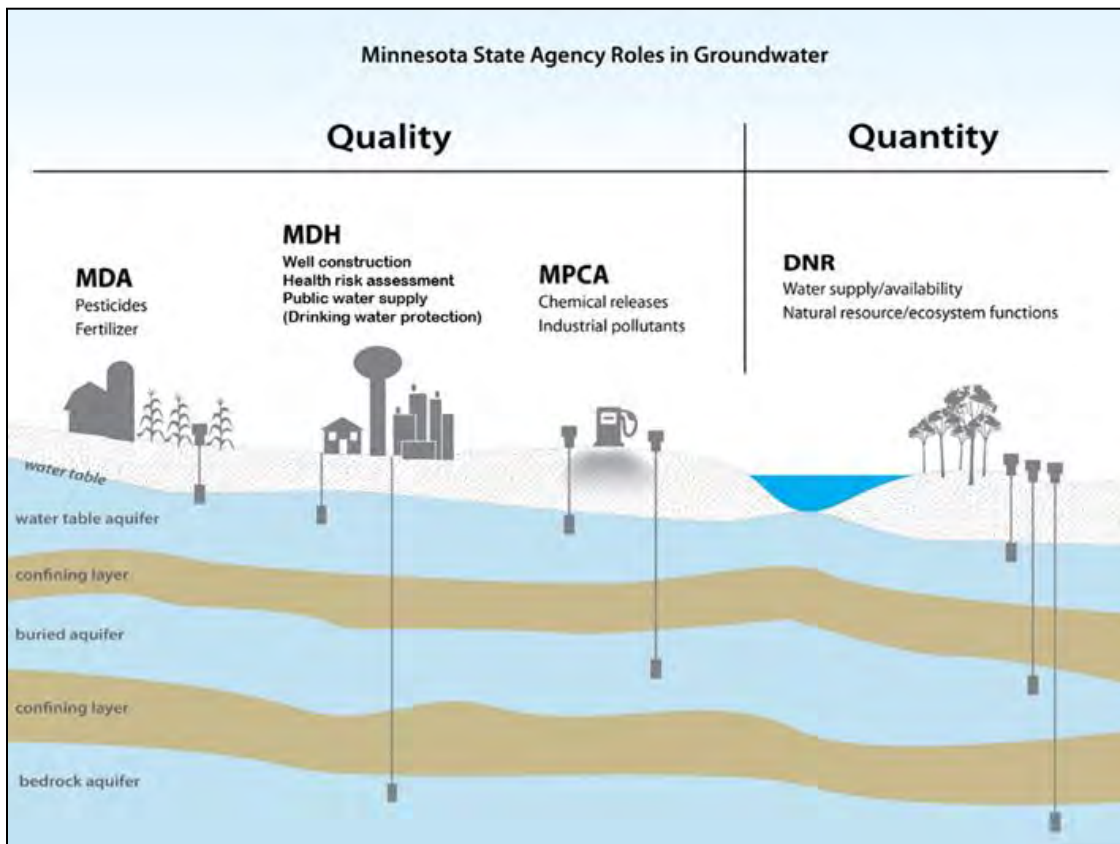 Minnesota State Agency Roles in Groundwater
Quality
Quantity
MDA
Pesticides
Fertilizer
MDH
Well construction
Health risk assessment
Public water supply
(Drinking water protection)
MPCA
Chemical releases
Industrial pollutants
DNR
Water supply/availability
Natural resource/ecosystem functions
water table
water table aquifer
confining layer
buried aquifer
confining layer
bedrock aquifer